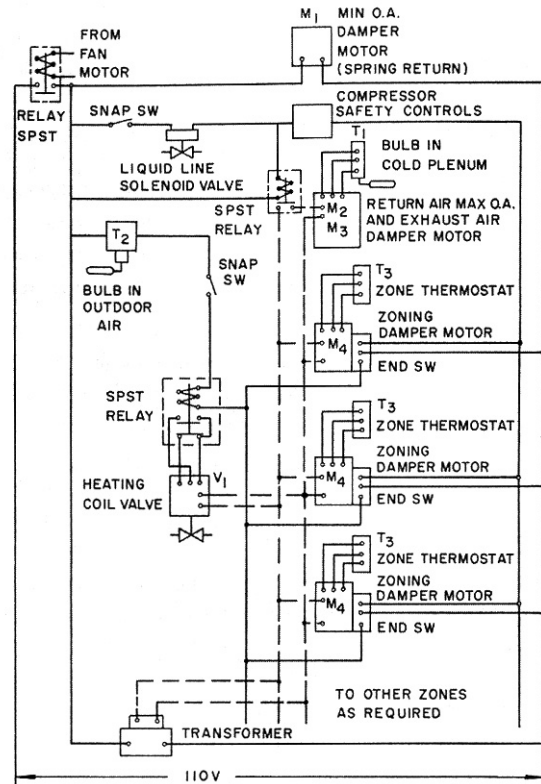 FROM
FAN
MOTOR
RELAY
SPST
M1
MIN O.A.
DAMPER
MOTOR
(SPRING RETURN)
SNAP SW
LIQUID LINE
SOLENOID VALVE
COMPRESSOR
SAFETY CONTROLS
T1
BULB IN
COLD PLENUM
SPST
RELAY
M2
M3
RETURN AIR MAX O.A.
AND EXHAUST AIR
DAMPER MOTOR
T2
BULB IN
OUTDOOR
AIR
SNAP
SW
T3
ZONE THERMOSTAT
ZONING
DAMPER MOTOR
M4
END SW
SPST
RELAY
HEATING
COIL VALVE
V1
T3
ZONE THERMOSTAT
ZONING
DAMPER MOTOR
M4
END SW
T3
ZONE THERMOSTAT
ZONING
DAMPER MOTOR
M4
END SW
TO OTHER ZONES
AS REQUIRED
TRANSFORMER
110V